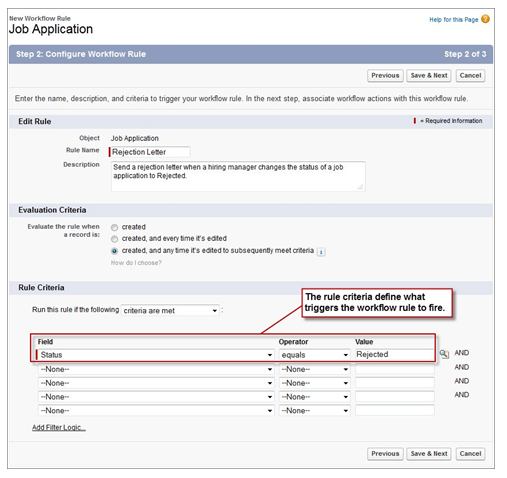 New Workflow Rule
Job Application
Help for this Page ?
Step 2: Configure Workflow Rule
Step 2 of 3
Previous Save & Next Cancel
Enter the name, description, and criteria to trigger your workflow rule. In the next step, associate workflow actions with this workflow rule.
Edit Rule
= Required Information
Object Job Application
Rule Name Rejection Letter
Description Send a rejection letter when a hiring manager changes the status of a job
application to Rejected.
Evaluation Criteria
Evaluate the rule when created
a record is: created, and every time it's edited
created, and any time it's edited to subsequently meet criteria i
How do I choose?
Rule Criteria
The rule criteria define what
triggers the workflow rule to fire.
Run this rule if the following criteria are met :
Field Operator Value
Status equals Rejected AND
--None-- --None-- AND
--None-- --None-- AND
--None-- --None-- AND
--None-- --None--
Add Filter Logic...
Previous Save & Next Cancel